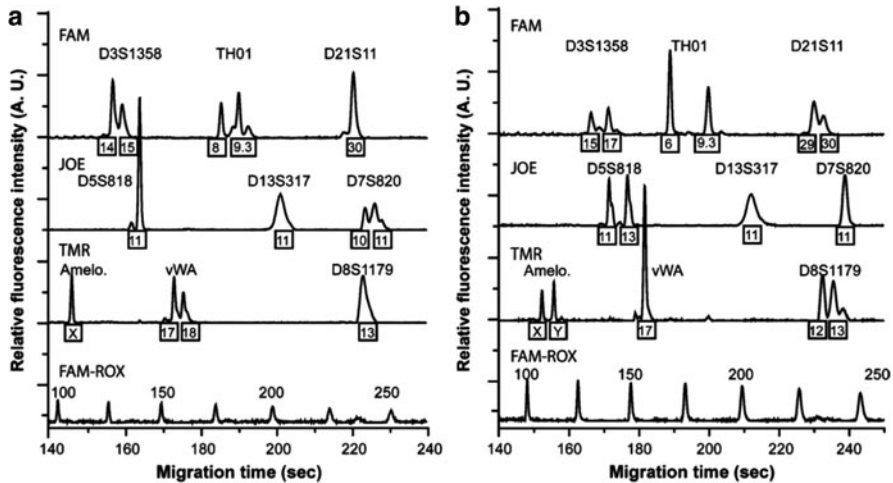 a
FAM
D3S1358 TH01 D21S11
14 15 8 9.3 30
JOE
D5S818 D13S317 D7S820
11 11 10 11
TMR
Amelo. vWA D8S1179
X 17 18 13
FAM-ROX
100 150 200 250
140 160 180 200 220 240
Migration time (sec)
Relative fluorescence intensity (A. U.)
b
FAM
D3S1358 TH01 D21S11
15 17 6 9.3 29 30
JOE
D5S818 D13S317 D7S820
11 13 11 11
TMR
Amelo. vWA D8S1179
X Y 17 12 13
FAM-ROX
100 150 200 250
140 160 180 200 220 240
Migration time (sec)
Relative fluorescence intensity (A. U.)